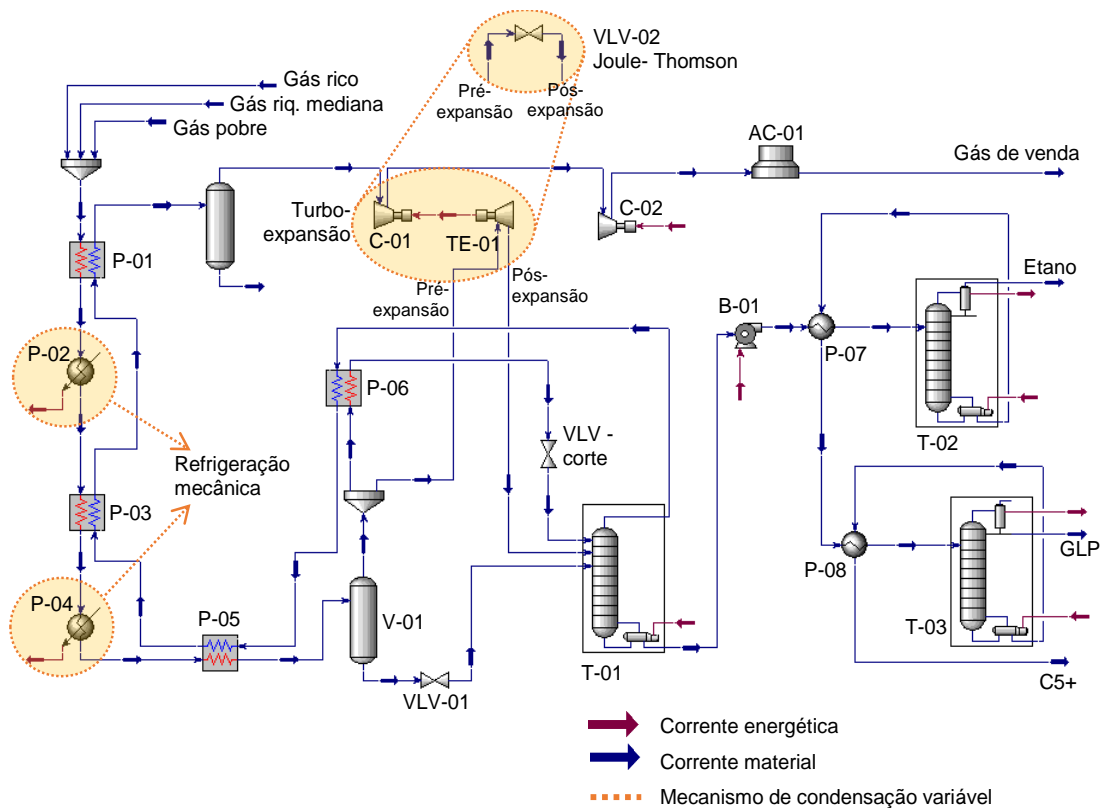 VLV-02
Joule- Thomson
Pré-
expansão
Pós-
expansão
Gás rico
Gás riq. mediana
Gás pobre
AC-01
Gás de venda
Turbo-
expansão
C-01
TE-01
C-02
P-01
Pré-
expansão
Pós-
expansão
Etano
B-01
P-07
P-02
P-06
T-02
VLV -
corte
Refrigeração
mecânica
P-03
P-08
GLP
P-04
P-05
V-01
T-03
T-01
C5+
VLV-01
Corrente energética
Corrente material
Mecanismo de condensação variável